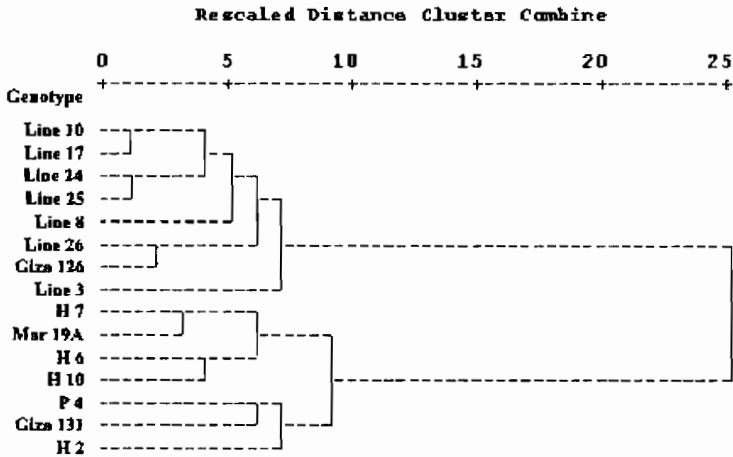 Rescaled Distance Cluster Combine
0 5 10 15 20 25
Genotype
Line 10
Line 17
Line 24
Line 25
Line 8
Line 26
Giza 126
Line 3
H 7
Mar 19A
H 6
H 10
P 4
Giza 131
H 2